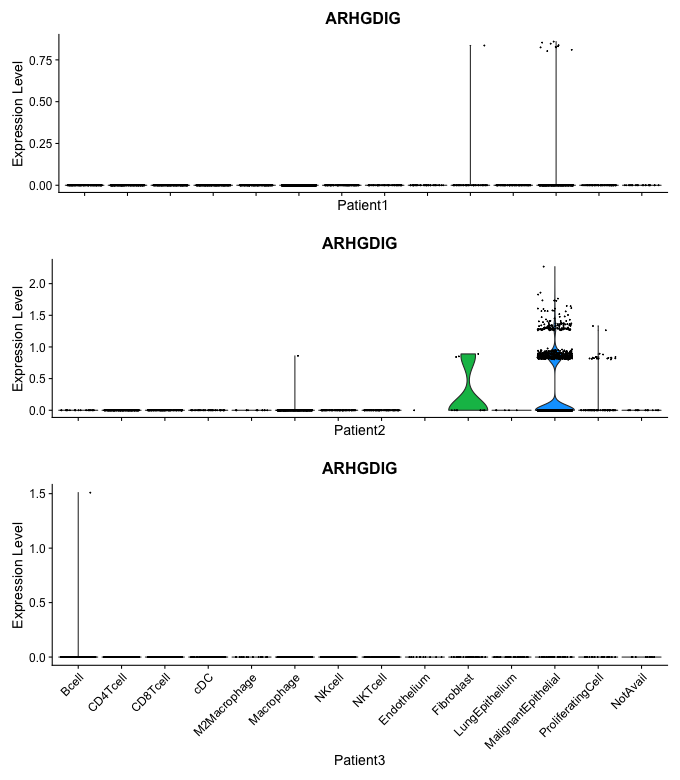 ARHGDIG
Expression Level
0.75
0.50
0.25
0.00
Patient1
ARHGDIG
Expression Level
2.0
1.5
1.0
0.5
0.0
Patient2
ARHGDIG
Expression Level
1.5
1.0
0.5
0.0
Bcell
CD4Tcell
CD8Tcell
cDC
M2Macrophage
Macrophage
NKcell
NKTcell
Endothelium
Fibroblast
LungEpithelium
MalignantEpithelial
ProliferatingCell
NotAvail
Patient3